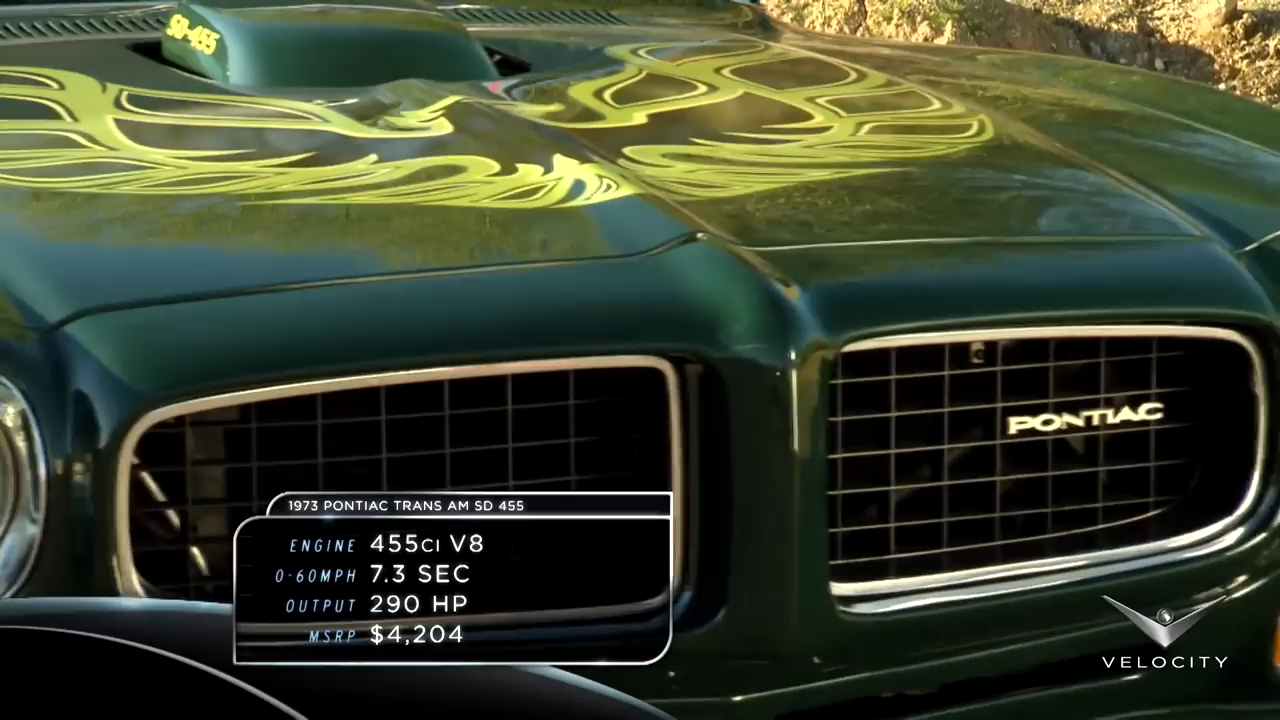 SD-455
PONTIAC
1973 PONTIAC TRANS AM SD 455
ENGINE 455CI V8
0-60MPH 7.3 SEC
OUTPUT 290 HP
MSRP $4,204
VELOCITY